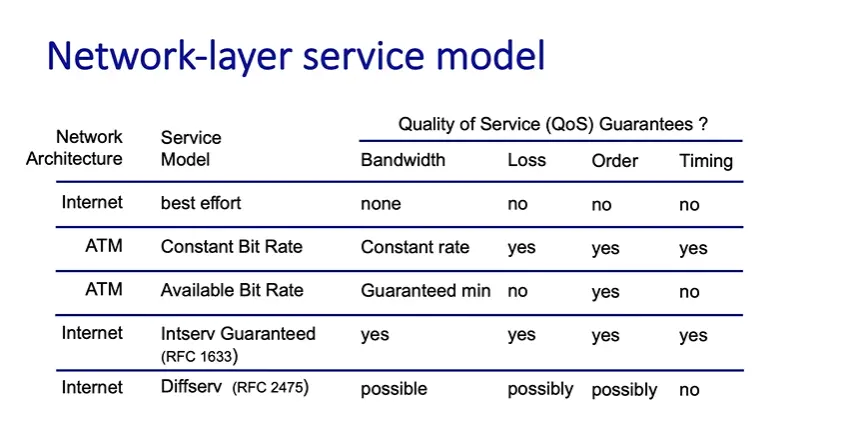 Network-layer service model
Quality of Service (QoS) Guarantees ?
Network Architecture Service Model Bandwidth Loss Order Timing
Internet best effort none no no no
ATM Constant Bit Rate Constant rate yes yes yes
ATM Available Bit Rate Guaranteed min no yes no
Internet Intserv Guaranteed (RFC 1633) yes yes yes yes
Internet Diffserv (RFC 2475) possible possibly possibly no